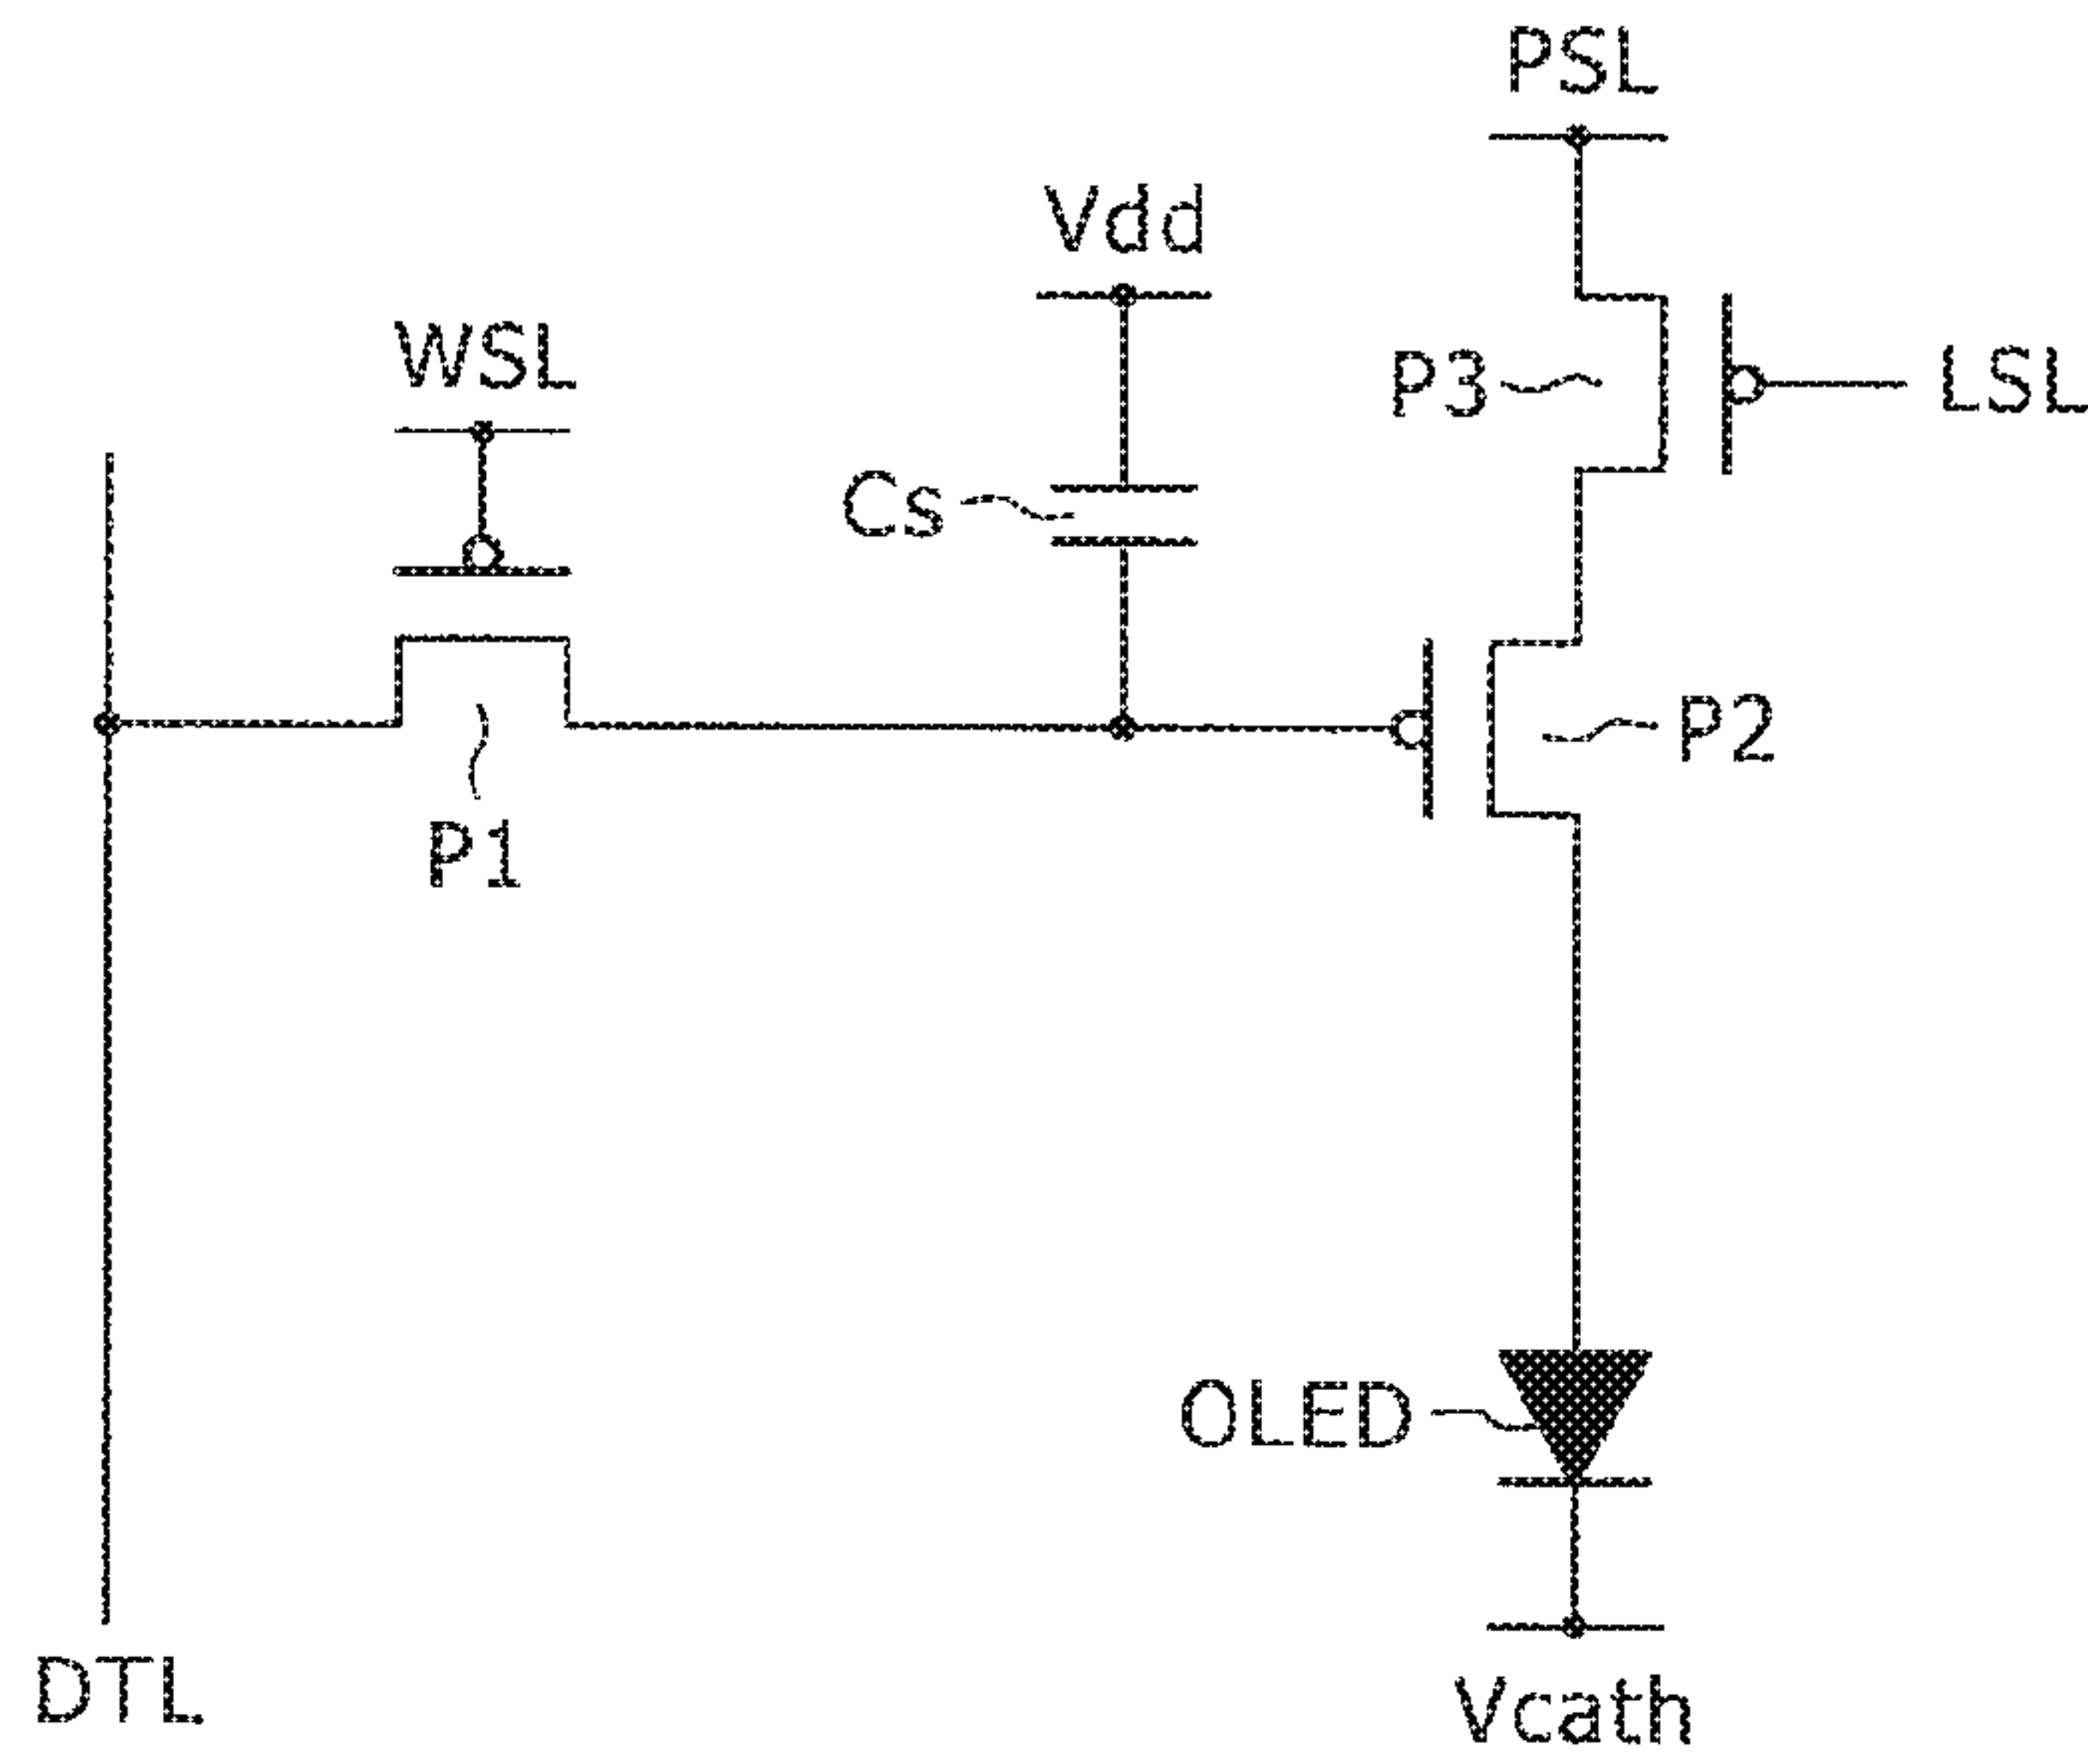 PSL
Vdd
WSL
P3
LSL
Cs
P2
P1
OLED
DTL
Vcath